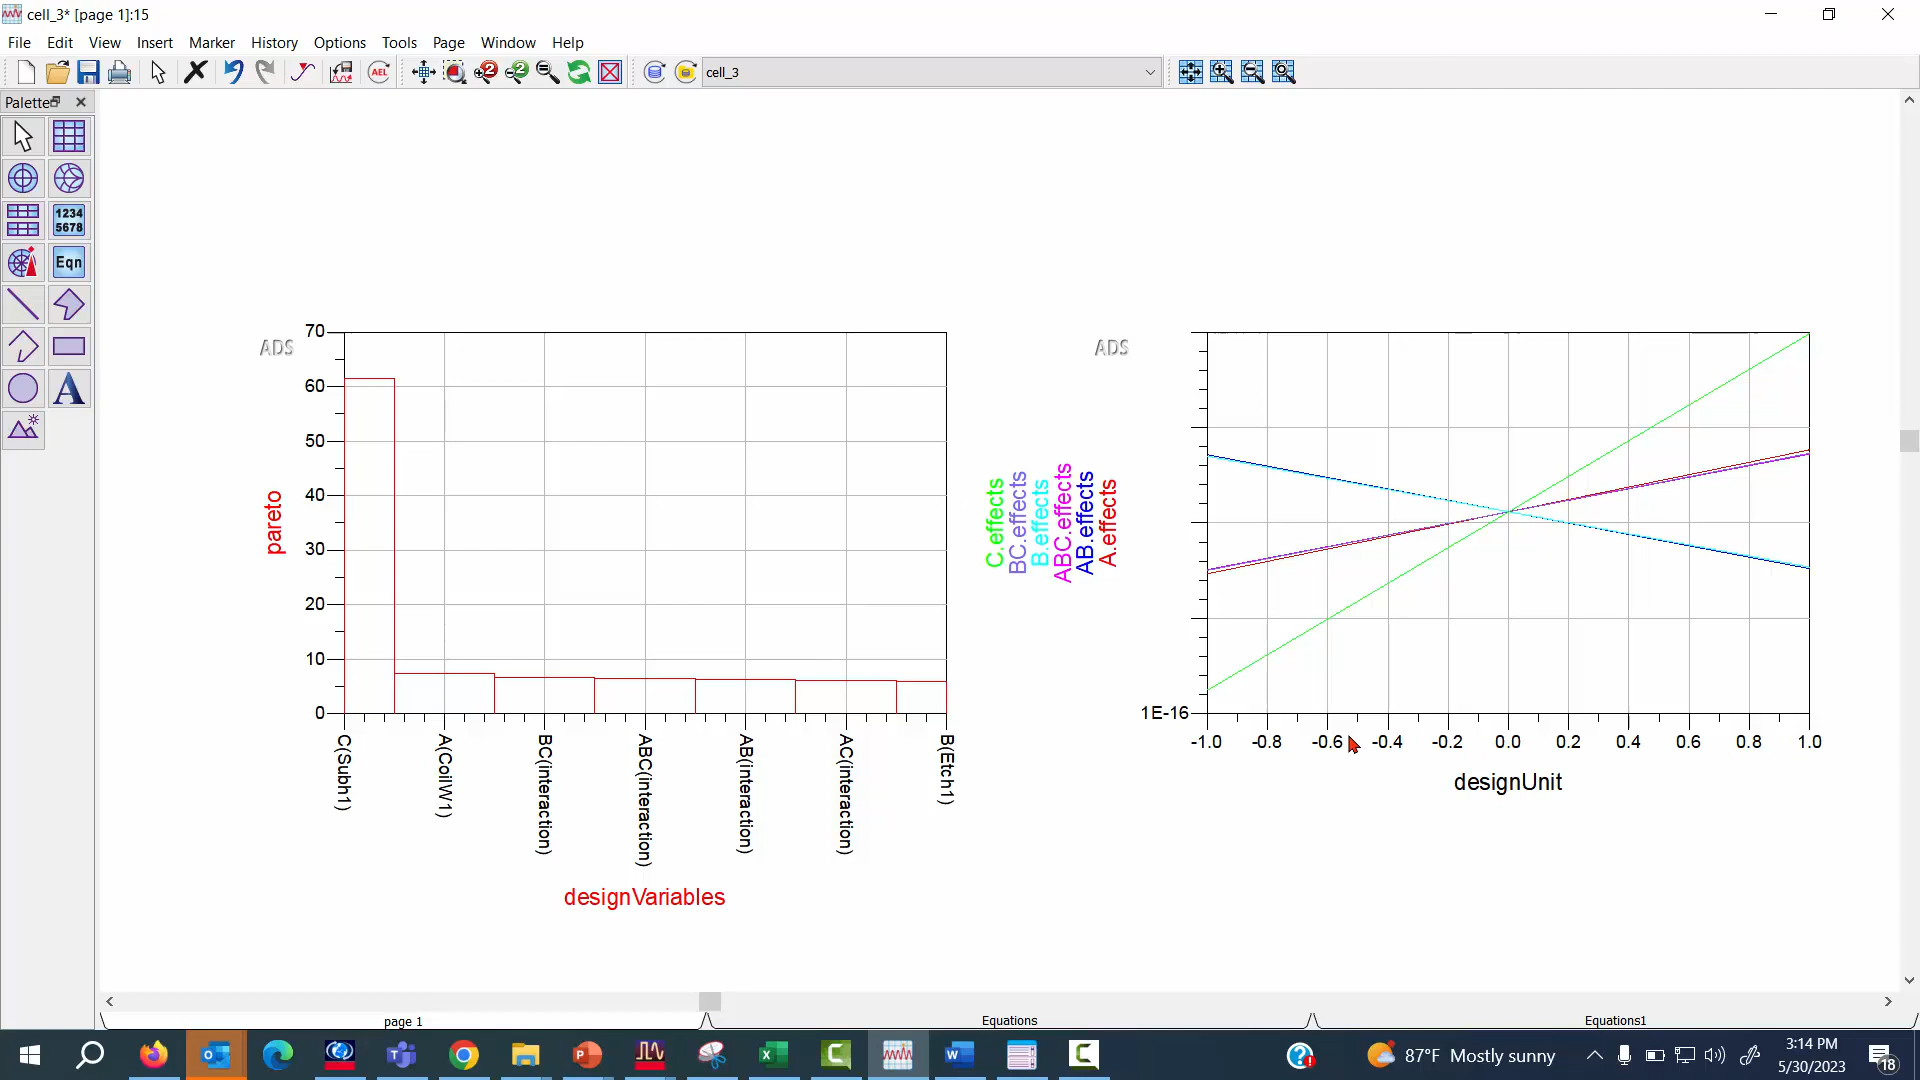 cell_3* [page 1]:15
File Edit View Insert Marker History Options Tools Page Window Help
AEL
2
2
cell_3
Palette
1234
5678
Eqn
A
ADS
70
60
50
40
30
20
10
0
pareto
C(Subh1)
A(CoilW1)
BC(interaction)
ABC(interaction)
AB(interaction)
AC(interaction)
B(Etch1)
designVariables
ADS
C.effects
BC.effects
B.effects
ABC.effects
AB.effects
A.effects
1E-16
-1.0 -0.8 -0.6 -0.4 -0.2 0.0 0.2 0.4 0.6 0.8 1.0
designUnit
page 1 Equations Equations1
87°F Mostly sunny
3:14 PM
5/30/2023
18